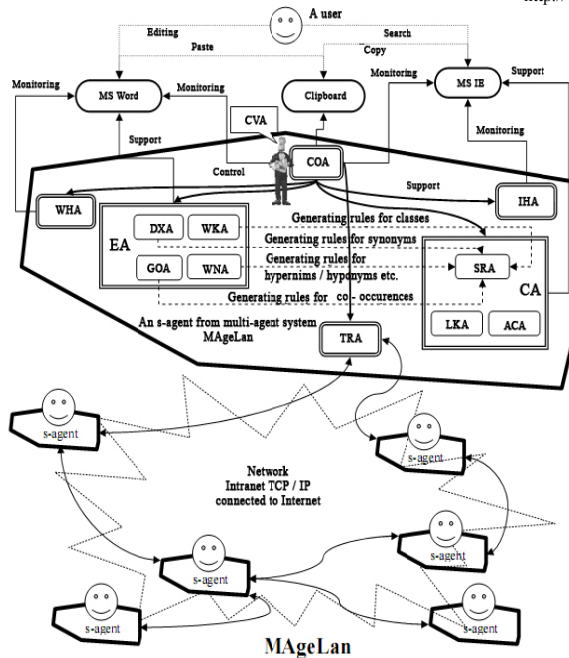 http://
A user
Editing
Search
Paste
Copy
Monitoring
MS Word
Monitoring
Clipboard
Monitoring
MS IE
Support
CVA
Support
COA
Monitoring
Control
Support
WHA
IHA
EA
DXA
WKA
Generating rules for classes
Generating rules for synonyms
GOA
WNA
Generating rules for
hypernims / hyponyms etc.
SRA
CA
Generating rules for co - occurences
An s-agent from multi-agent system
MAgeLan
TRA
LKA
ACA
s-agent
s-agent
Network
Intranet TCP / IP
connected to Internet
s-agent
s-agent
s-agent
s-agent
MAgeLan